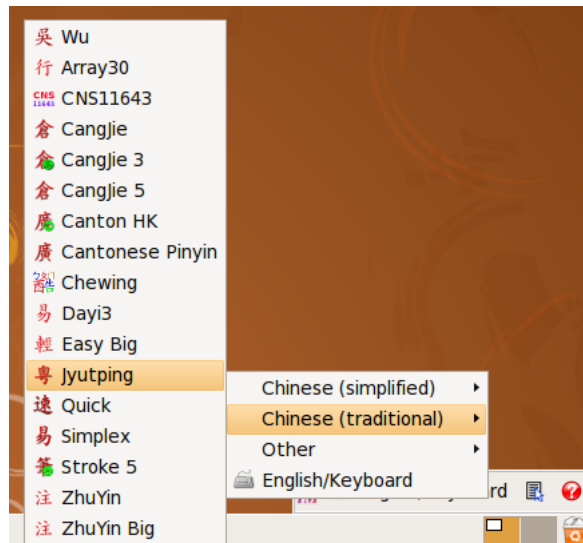 吳 Wu
行 Array30
CNS 11643 CNS11643
倉 CangJie
倉 CangJie 3
倉 CangJie 5
廣 Canton HK
廣 Cantonese Pinyin
Chewing
易 Dayi3
輕 Easy Big
粵 Jyutping
速 Quick
易 Simplex
Stroke 5
注 ZhuYin
注 ZhuYin Big
Chinese (simplified)
Chinese (traditional)
Other
English/Keyboard
rd